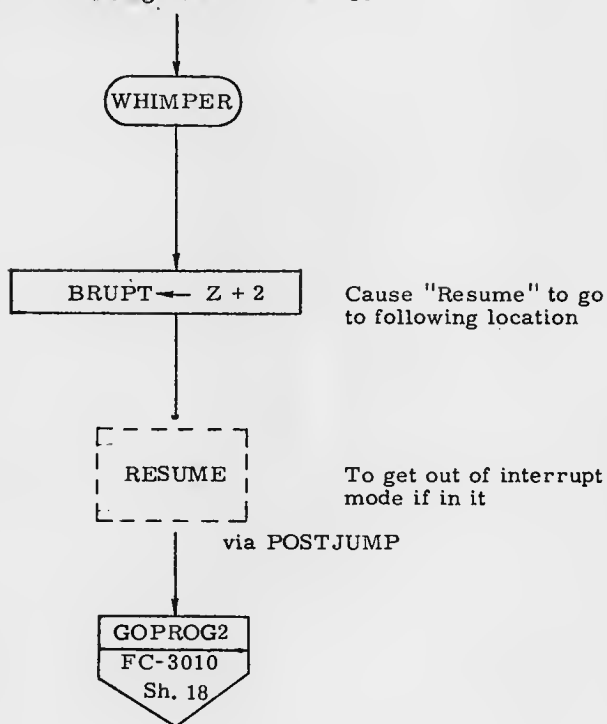 WHIMPER
BRUPT ← Z + 2
Cause "Resume" to go
to following location
RESUME
To get out of interrupt
mode if in it
via POSTJUMP
GOPROG2
FC-3010
Sh. 18